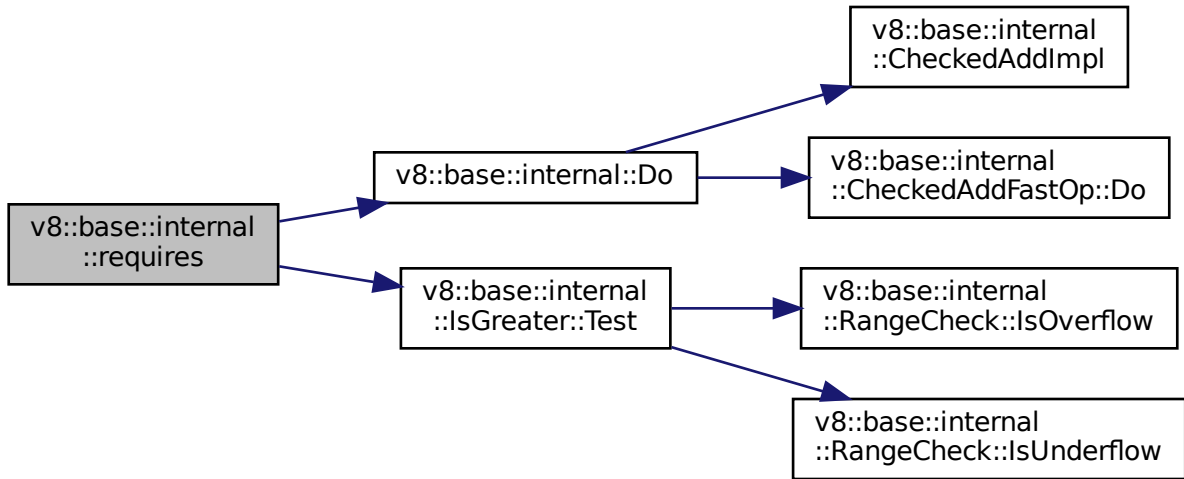 v8::base::internal
::requires
v8::base::internal::Do
v8::base::internal
::CheckedAddImpl
v8::base::internal
::CheckedAddFastOp::Do
v8::base::internal
::IsGreater::Test
v8::base::internal
::RangeCheck::IsOverflow
v8::base::internal
::RangeCheck::IsUnderflow